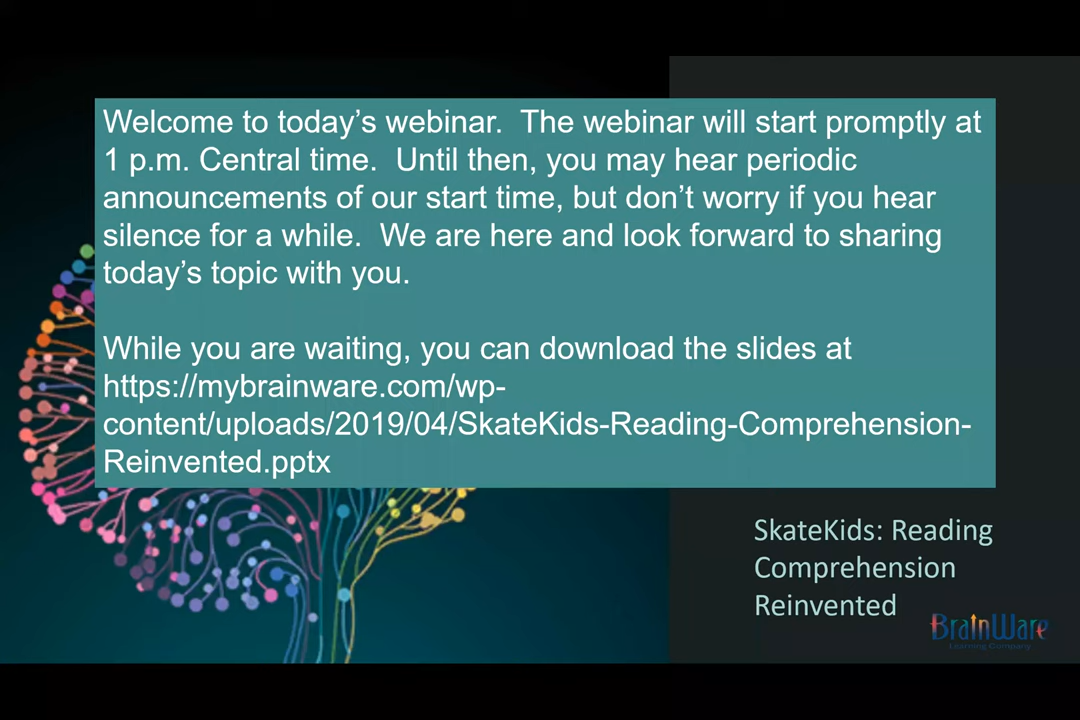 Welcome to today's webinar.  The webinar will start promptly at
1 p.m. Central time.  Until then, you may hear periodic
announcements of our start time, but don't worry if you hear
silence for a while.  We are here and look forward to sharing
today's topic with you.
While you are waiting, you can download the slides at
https://mybrainware.com/wp-
content/uploads/2019/04/SkateKids-Reading-Comprehension-
Reinvented.pptx
SkateKids: Reading
Comprehension
Reinvented
BrainWare
Learning Company